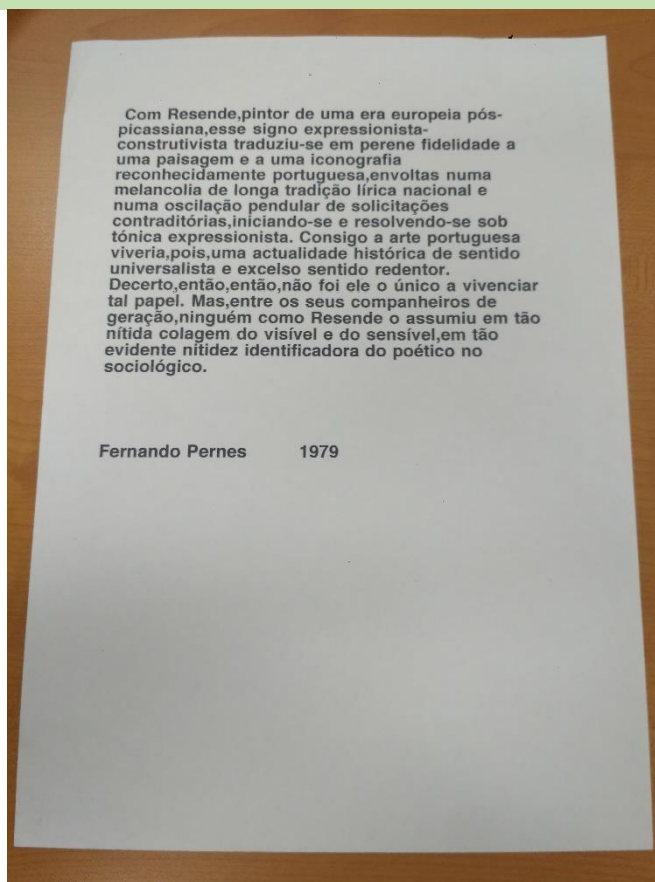 Com Resende,pintor de uma era europeia pós-
picassiana,esse signo expressionista-
construtivista traduziu-se em perene fidelidade a
uma paisagem e a uma iconografia
reconhecidamente portuguesa,envoltas numa
melancolia de longa tradição lírica nacional e
numa oscilação pendular de solicitações
contraditórias,iniciando-se e resolvendo-se sob
tónica expressionista. Consigo a arte portuguesa
viveria,pois,uma actualidade histórica de sentido
universalista e excelso sentido redentor.
Decerto,então,então,não foi ele o único a vivenciar
tal papel. Mas,entre os seus companheiros de
geração,ninguém como Resende o assumiu em tão
nítida colagem do visível e do sensível,em tão
evidente nitidez identificadora do poético no
sociológico.
Fernando Pernes 1979